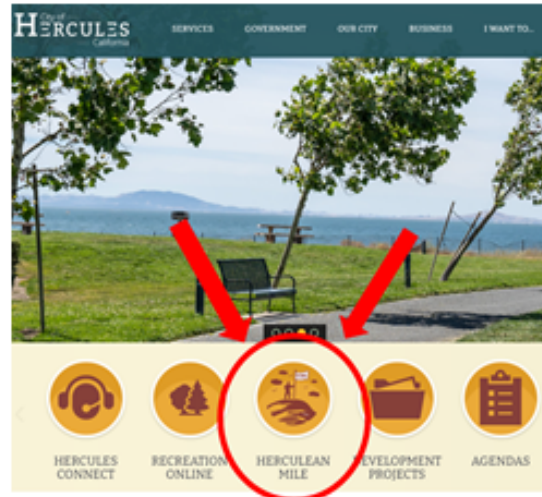 City of
HERCULES
California
SERVICES GOVERNMENT OUR CITY BUSINESS I WANT TO...
HERCULES
CONNECT
RECREATION
ONLINE
HERCULEAN
MILE
DEVELOPMENT
PROJECTS
AGENDAS